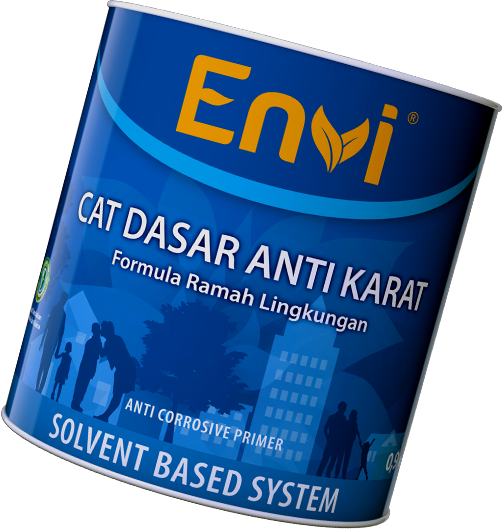 Envi®
CAT DASAR ANTI KARAT
Formula Ramah Lingkungan
ANTI CORROSIVE PRIMER
SOLVENT BASED SYSTEM